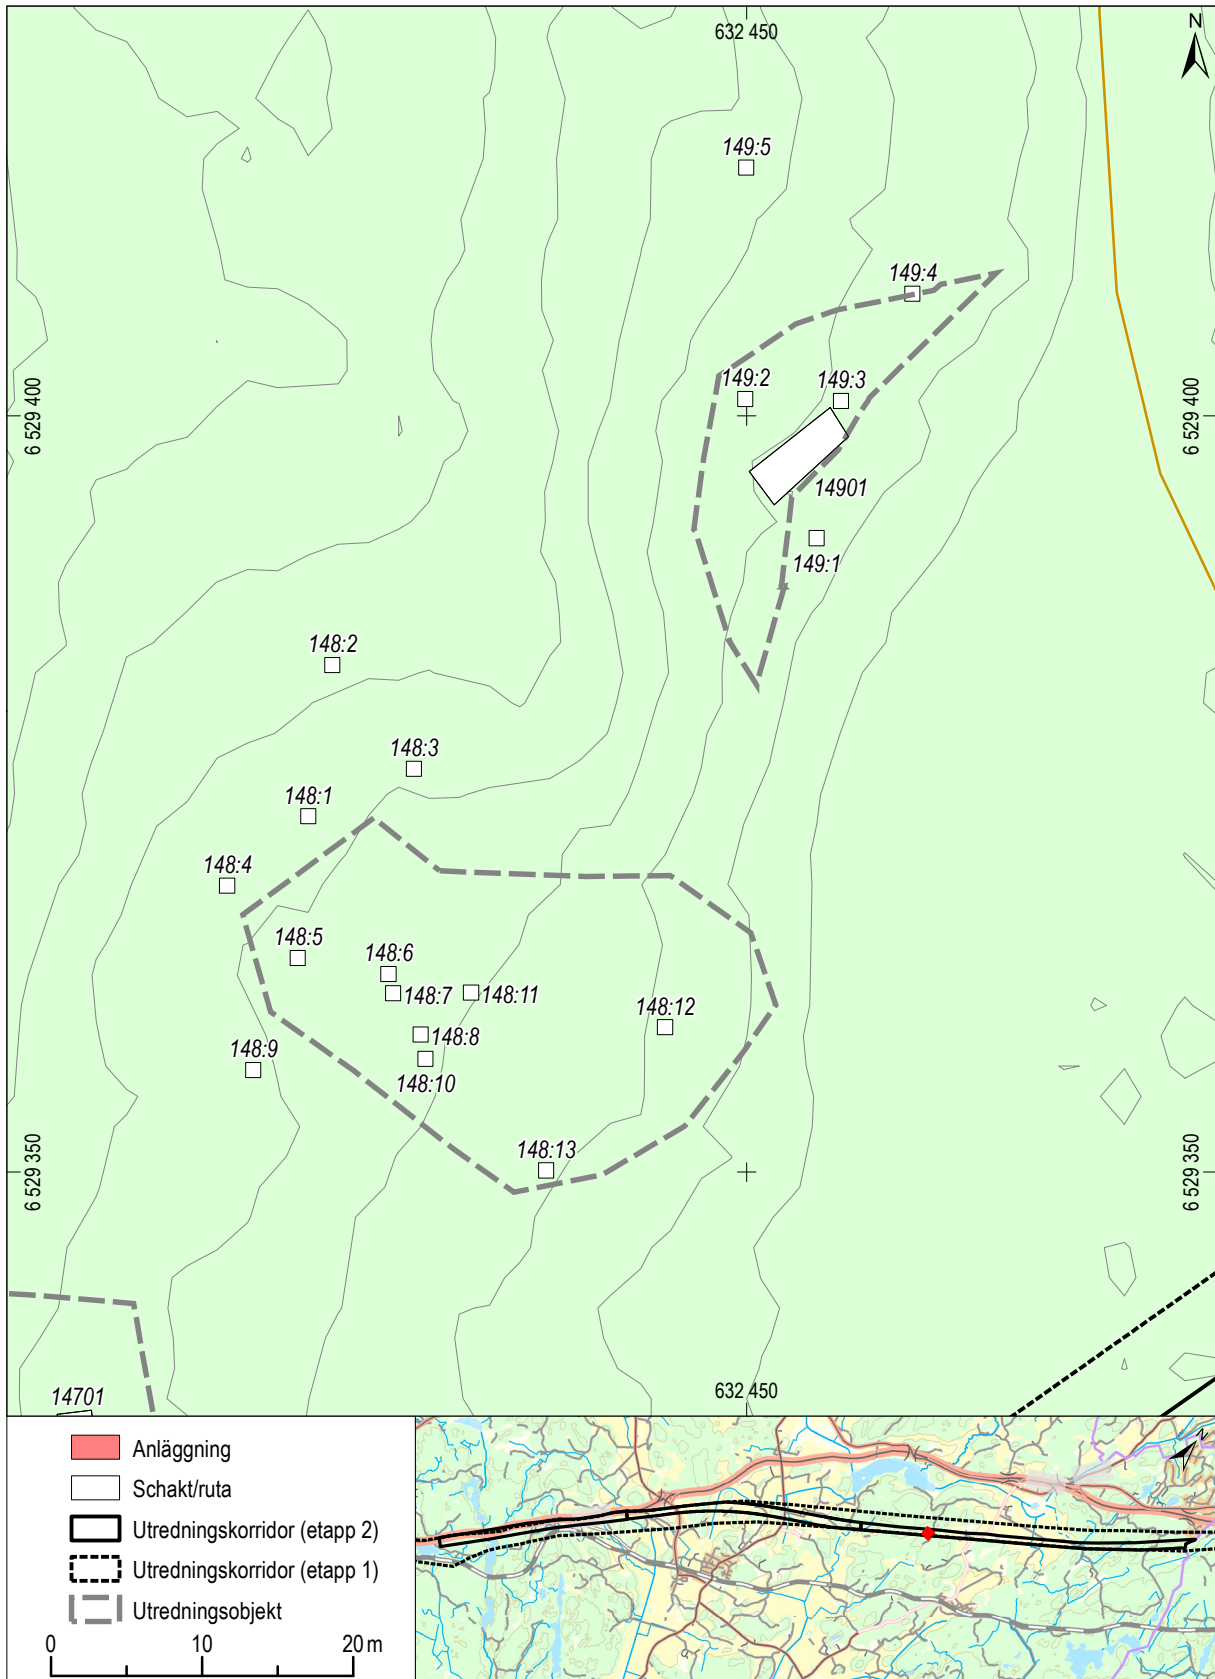 632 450
N
149:5
149:4
149:2
149:3
6 529 400
6 529 400
14901
149:1
148:2
148:3
148:1
148:4
148:5
148:6
148:7
148:11
148:12
148:8
148:9
148:10
148:13
6 529 350
6 529 350
632 450
14701
Anläggning
Schakt/ruta
Utredningskorridor (etapp 2)
Utredningskorridor (etapp 1)
Utredningsobjekt
0 10 20 m
N